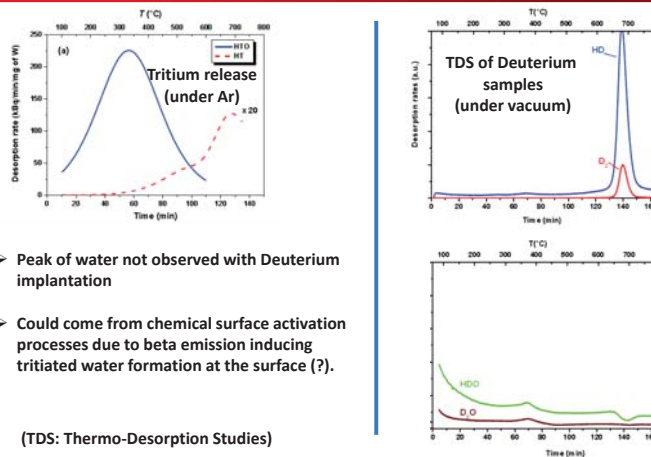 T (°C)
0 100 200 300 400 500 600 700 800
250
200
150
100
50
0
Desorption rate (kBq/min/mg of W)
(a)
HTO
HT
Tritium release
(under Ar)
x 20
0 20 40 60 80 100 120 140
Time (min)
➢ Peak of water not observed with Deuterium
implantation
➢ Could come from chemical surface activation
processes due to beta emission inducing
tritiated water formation at the surface (?).
(TDS: Thermo-Desorption Studies)
T(°C)
100 200 300 400 500 600 700
Desorption rates (a.u.)
TDS of Deuterium
samples
(under vacuum)
HD
D2
0 20 40 60 80 100 120 140 16
Time (min)
T(°C)
100 200 300 400 500 600 700
HDO
D2O
0 20 40 60 80 100 120 140 16
Time (min)